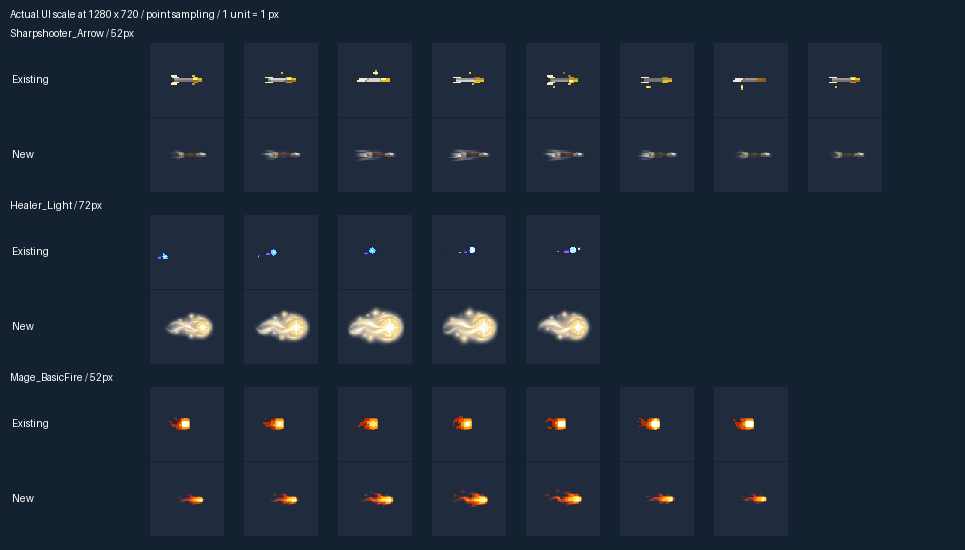 Actual UI scale at 1280 x 720 / point sampling / 1 unit = 1 px
Sharpshooter_Arrow / 52px
Existing
New
Healer_Light / 72px
Existing
New
Mage_BasicFire / 52px
Existing
New